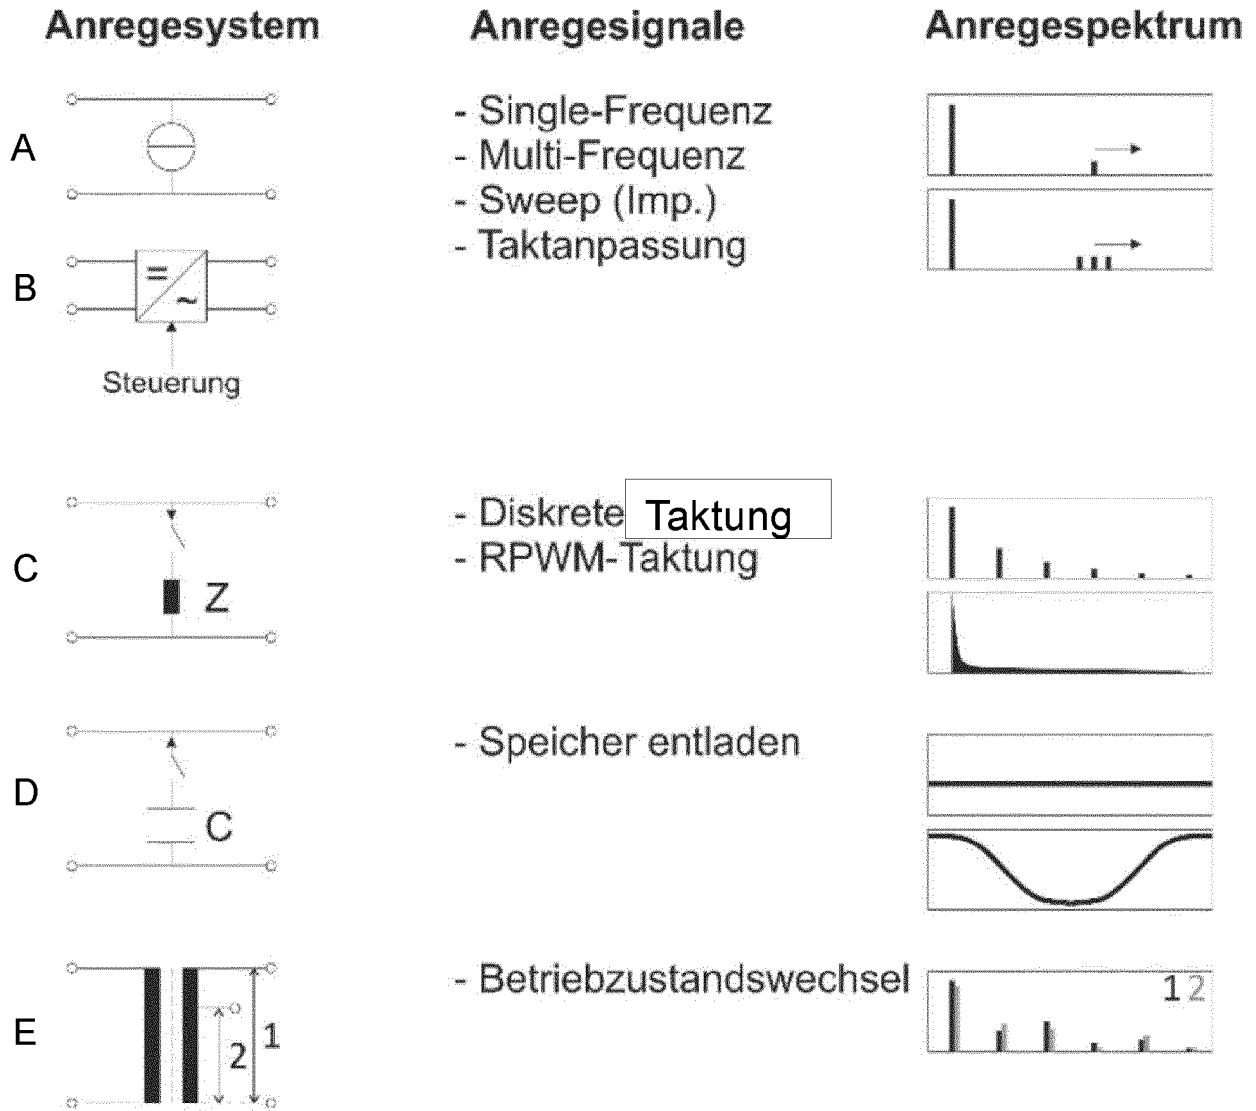 Anregesystem Anregesignale Anregespektrum
A
- Single-Frequenz
- Multi-Frequenz
- Sweep (Imp.)
- Taktanpassung
B
= ~
Steuerung
C
Z
- Diskrete Taktung
- RPWM-Taktung
D
C
- Speicher entladen
E
2 1
- Betriebzustandswechsel
1 2